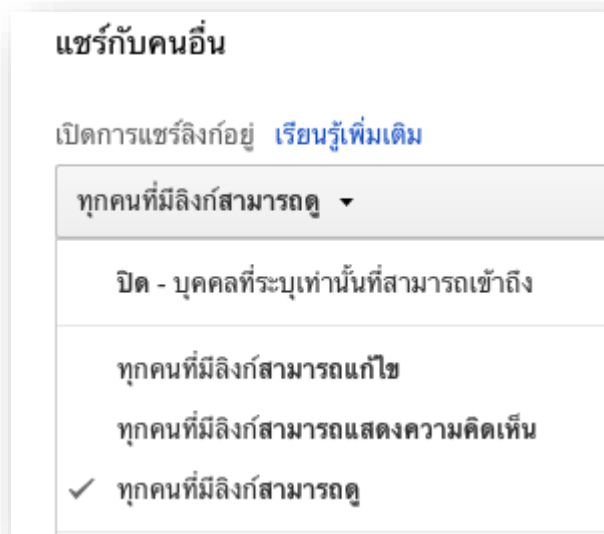 แชร์กับคนอื่น
เปิดการแชร์ลิงก์อยู่ เรียนรู้เพิ่มเติม
ทุกคนที่มีลิงก์สามารถดู
ปิด - บุคคลที่ระบุเท่านั้นที่สามารถเข้าถึง
ทุกคนที่มีลิงก์สามารถแก้ไข
ทุกคนที่มีลิงก์สามารถแสดงความคิดเห็น
ทุกคนที่มีลิงก์สามารถดู